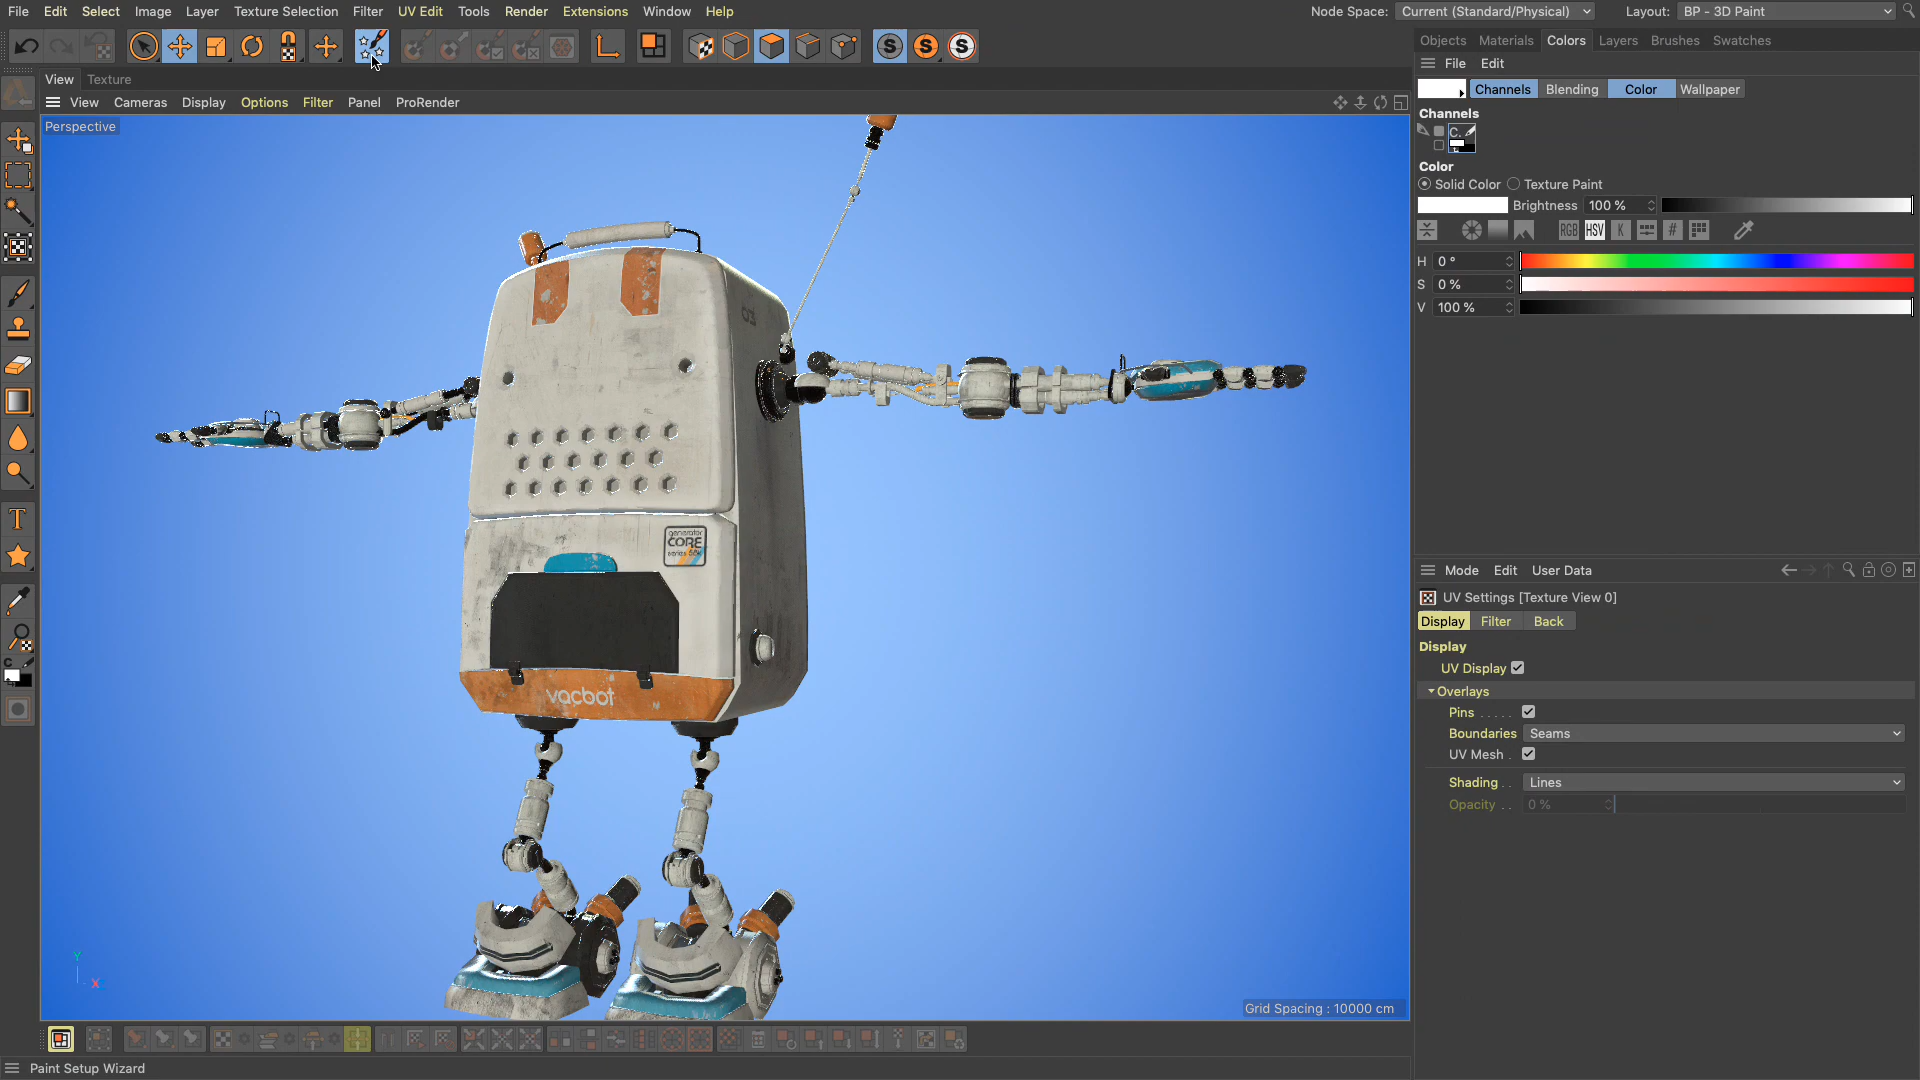 File Edit Select Image Layer Texture Selection Filter UV Edit Tools Render Extensions Window Help
Node Space: Current (Standard/Physical) Layout: BP - 3D Paint
Objects Materials Colors Layers Brushes Swatches
View Texture
File Edit
View Cameras Display Options Filter Panel ProRender
Channels Blending Color Wallpaper
Perspective
Channels
C.
Color
Solid Color Texture Paint
Brightness 100 %
RGB HSV K #
H 0 °
S 0 %
V 100 %
generator
CORE
series
vacbot
T
C
Mode Edit User Data
UV Settings [Texture View 0]
Display Filter Back
Display
UV Display
Overlays
Pins . . . . .
Boundaries Seams
UV Mesh .
Shading . . Lines
Opacity . . 0 %
Y
X
Grid Spacing : 10000 cm
Paint Setup Wizard